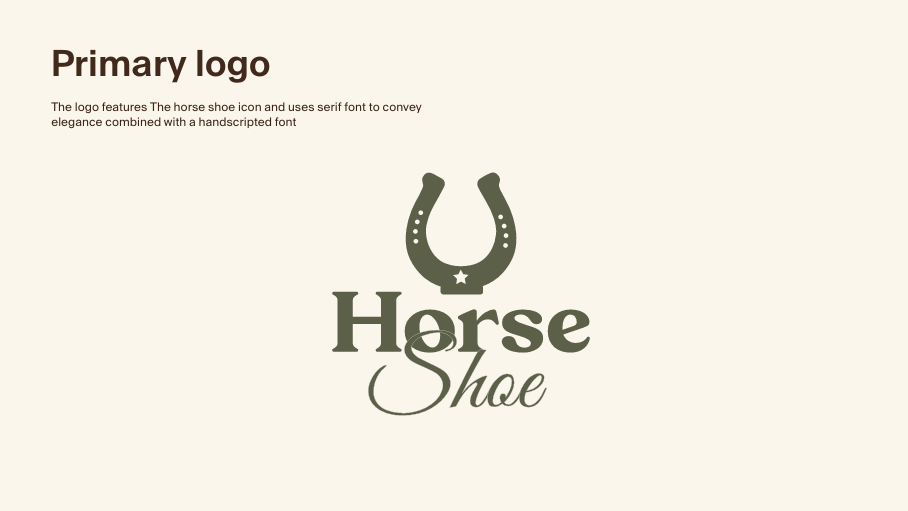 Primary logo
The logo features The horse shoe icon and uses serif font to convey
elegance combined with a handscripted font
Horse
Shoe